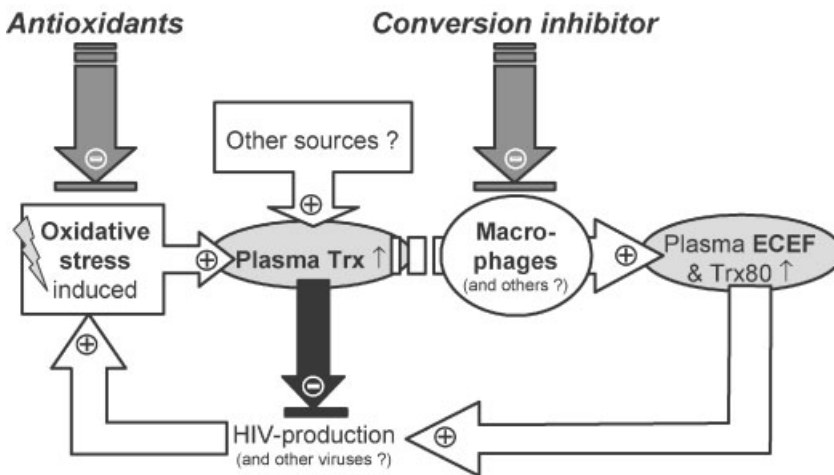 Antioxidants
Conversion inhibitor
Other sources ?
Oxidative
stress
induced
Plasma Trx ↑
Macro-
phages
(and others ?)
Plasma ECEF
& Trx80 ↑
HIV-production
(and other viruses ?)